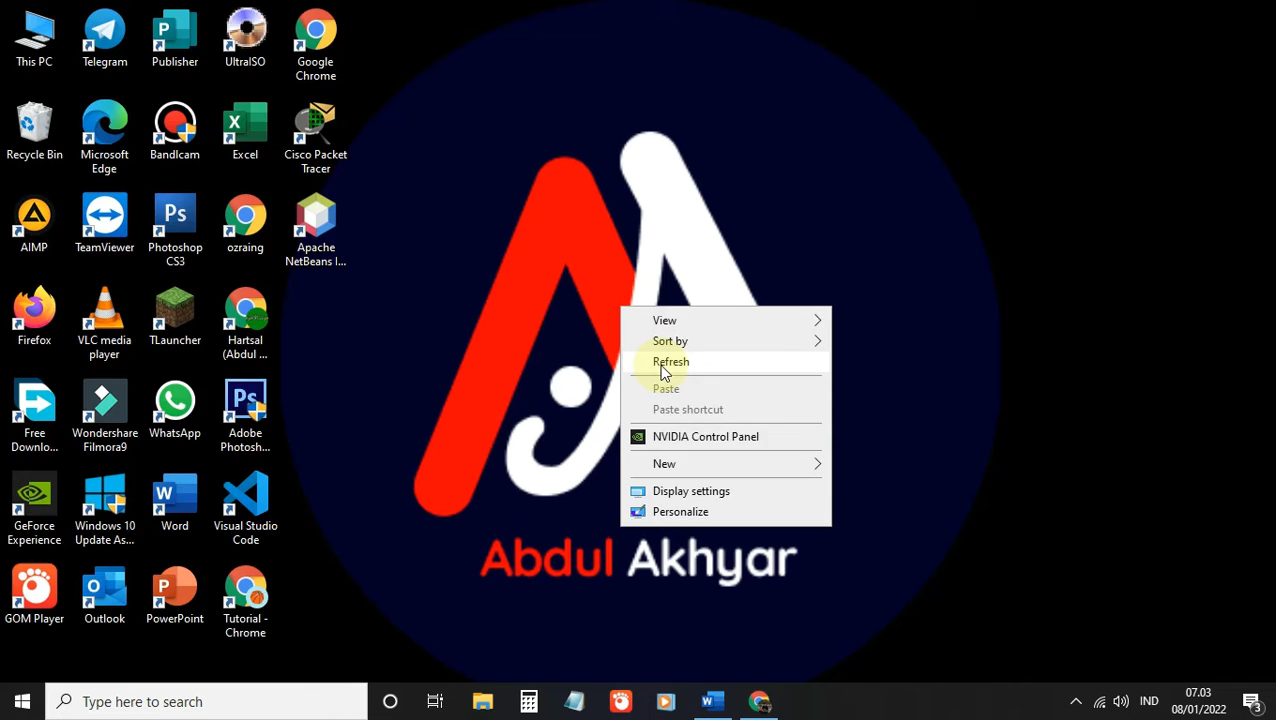 This PC
Telegram
Publisher
UltraISO
Google
Chrome
Recycle Bin
Microsoft
Edge
Bandicam
Excel
Cisco Packet
Tracer
AIMP
TeamViewer
Photoshop
CS3
ozraing
Apache
NetBeans I...
Firefox
VLC media
player
TLauncher
Hartsal
(Abdul ...
Free
Downlo...
Wondershare
Filmora9
WhatsApp
Adobe
Photosh...
GeForce
Experience
Windows 10
Update As...
Word
Visual Studio
Code
GOM Player
Outlook
PowerPoint
Tutorial -
Chrome
View
Sort by
Refresh
Paste
Paste shortcut
NVIDIA Control Panel
New
Display settings
Personalize
Abdul Akhyar
Type here to search
IND
07.03
08/01/2022
3